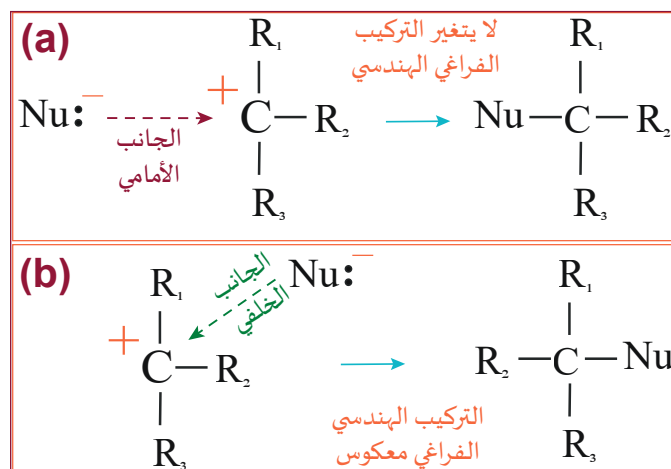 (a)
لا يتغير التركيب
الفراغي الهندسي
R₁
Nu:⁻
الجانب
الأمامي
+
C—R₂
R₃
R₁
Nu—C—R₂
R₃
(b)
الجانب
الخلفي
Nu:⁻
R₁
+
C—R₂
R₃
R₁
R₂—C—Nu
R₃
التركيب الهندسي
الفراغي معكوس